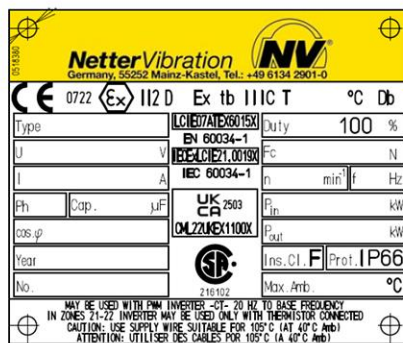 0518380
NetterVibration NV
Germany, 55252 Mainz-Kastel, Tel.: +49 6134 2901-0
CE 0722 Ex II2 D Ex tb IIIC T °C Db
Type LCIE07ATEX6015X Duty 100 %
EN 60034-1
U V IECExLCIE21.0019X Fc N
I A IEC 60034-1 n min-1 f Hz
Ph Cap. µF UK CA 2503 Pin kW
cos.φ CML22UKEX1100X Pout kW
Year SA Ins.Cl. F Prot. IP66
No. 216102 Max.Amb. °C
MAY BE USED WITH PWM INVERTER -CT- 20 HZ TO BASE FREQUENCY
IN ZONES 21-22 INVERTER MAY BE USED ONLY WITH THERMISTOR CONNECTED
CAUTION: USE SUPPLY WIRE SUITABLE FOR 105°C (AT 40°C Amb)
ATTENTION: UTILISER DES CABLES POR 105°C (A 40°C Amb)